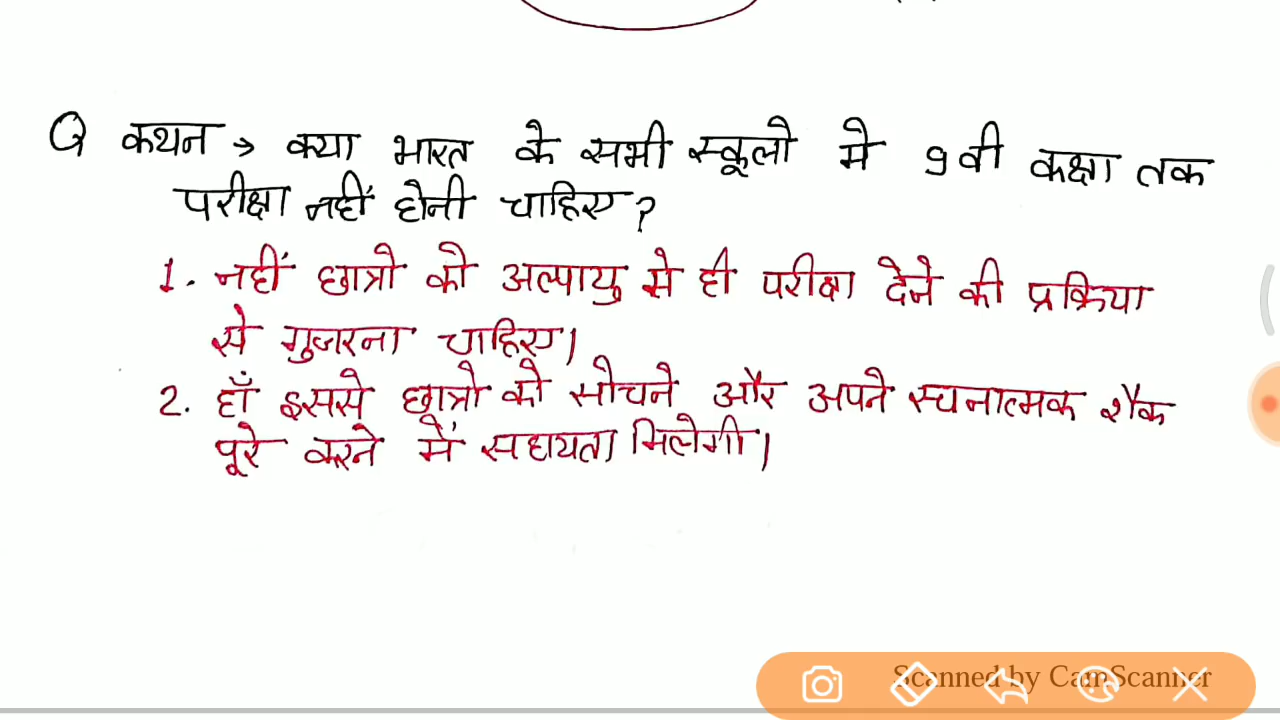 Q कथन → क्या भारत के सभी स्कूलो मे 9वी कक्षा तक
परीक्षा नहीं होनी चाहिए?
1. नहीं छात्रो को अल्पायु से ही परीक्षा देने की प्रक्रिया
से गुजरना चाहिए।
2. हाँ इससे छात्रो को सोचने और अपने रचनात्मक शौक
पूरे करने में सहायता मिलेगी।
Scanned by CamScanner